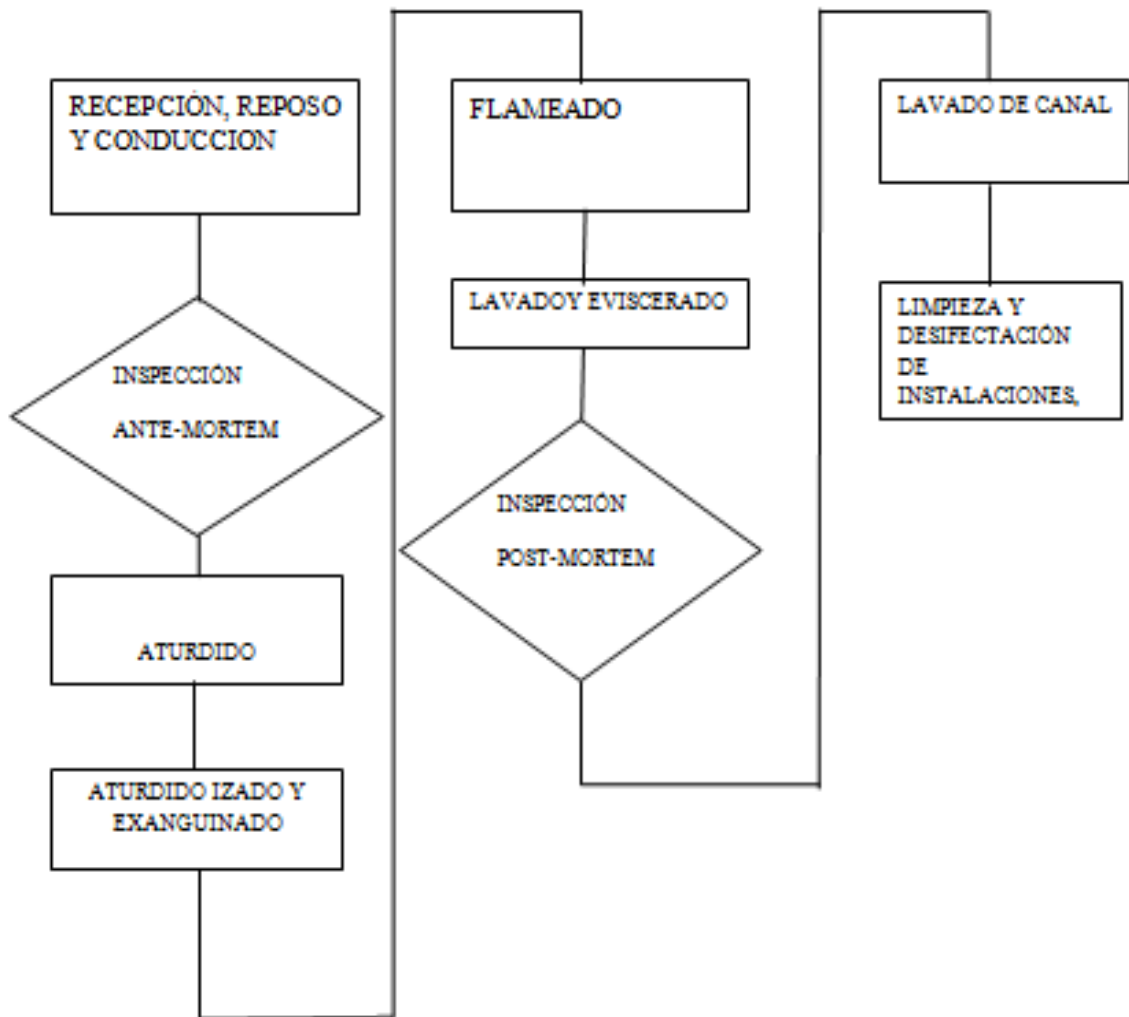 RECEPCIÓN, REPOSO
Y CONDUCCION
INSPECCIÓN
ANTE-MORTEM
ATURDIDO
ATURDIDO IZADO Y
EXANGUINADO
FLAMEADO
LAVADOY EVISCERADO
INSPECCIÓN
POST-MORTEM
LAVADO DE CANAL
LIMPIEZA Y
DESIFECTACIÓN
DE
INSTALACIONES,